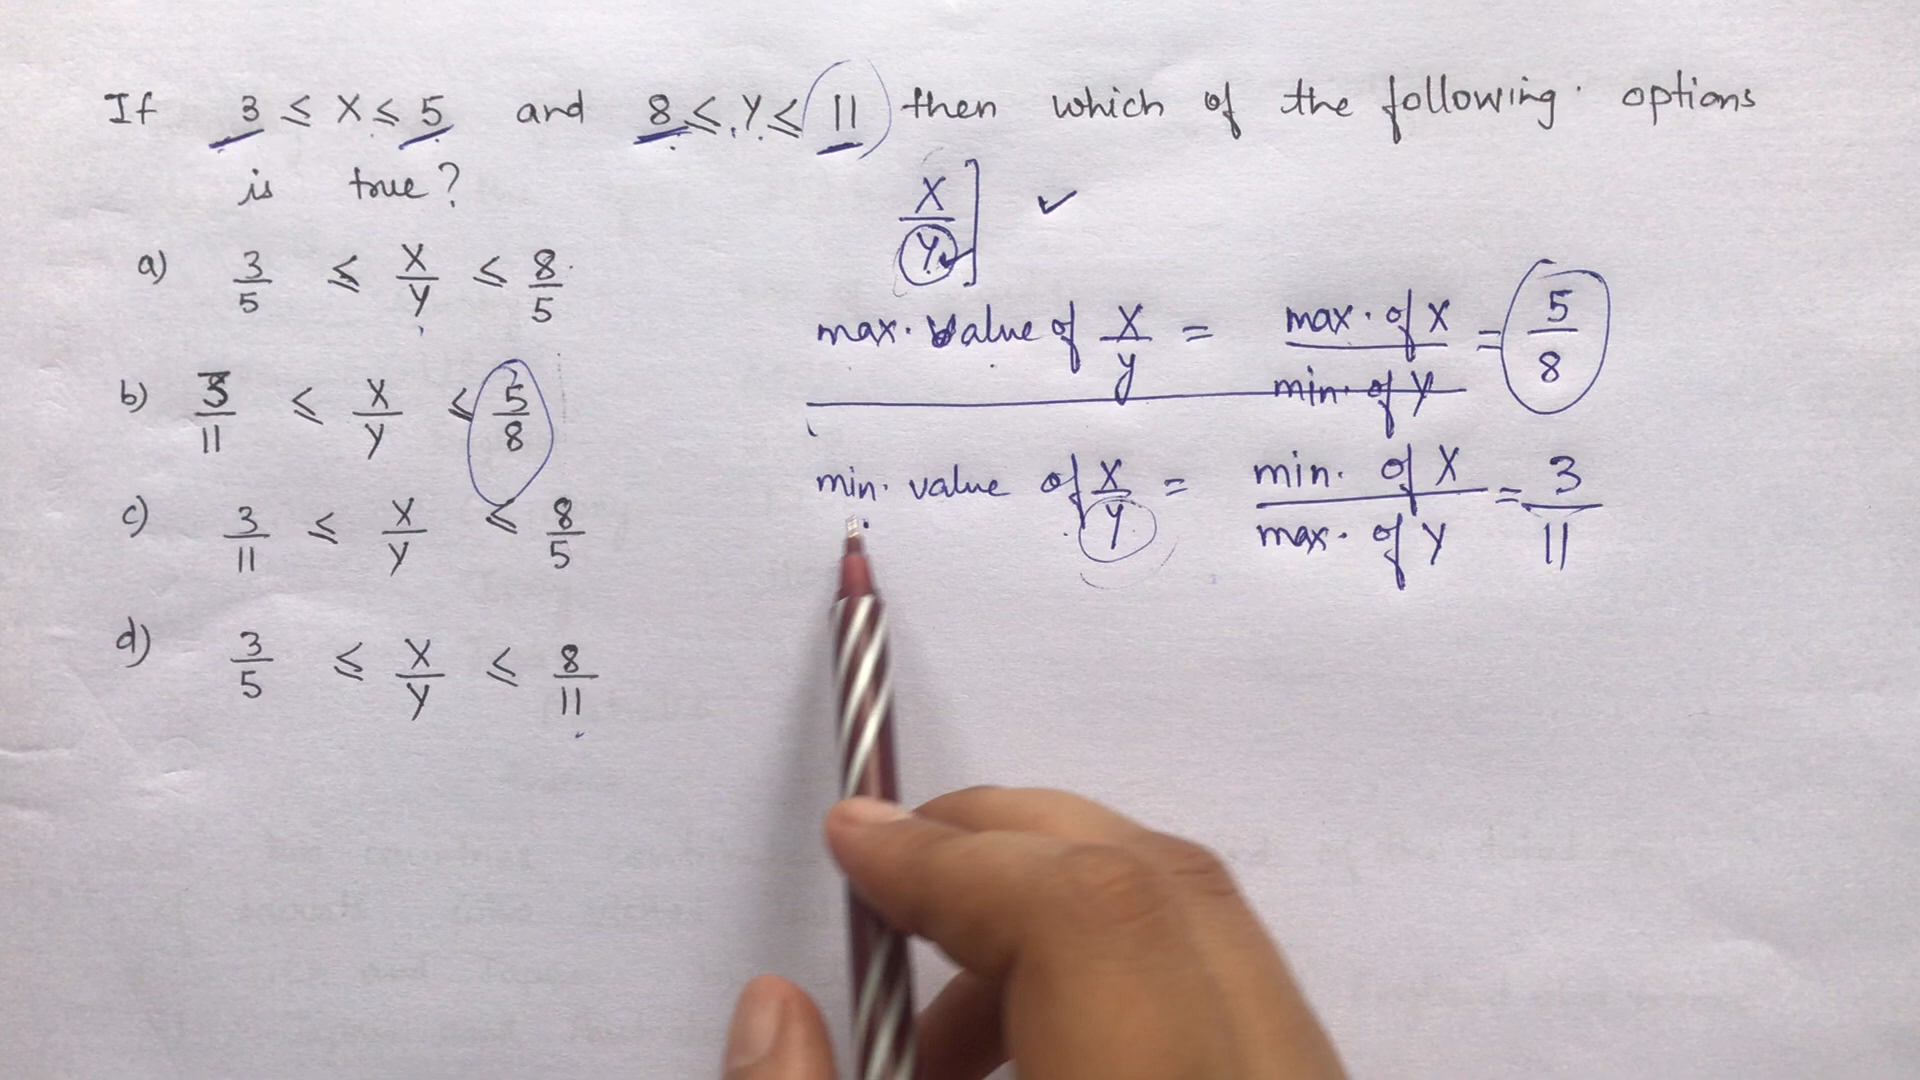 If 3 ≤ X ≤ 5 and 8 ≤ Y ≤ 11 then which of the following options
is true?
X/Y ✓
a) 3/5 ≤ X/Y ≤ 8/5
b) 3/11 ≤ X/Y ≤ 5/8
c) 3/11 ≤ X/Y ≤ 8/5
d) 3/5 ≤ X/Y ≤ 8/11
max. value of X/y = max. of X/min. of Y = 5/8
min. value of X/Y = min. of X/max. of Y = 3/11